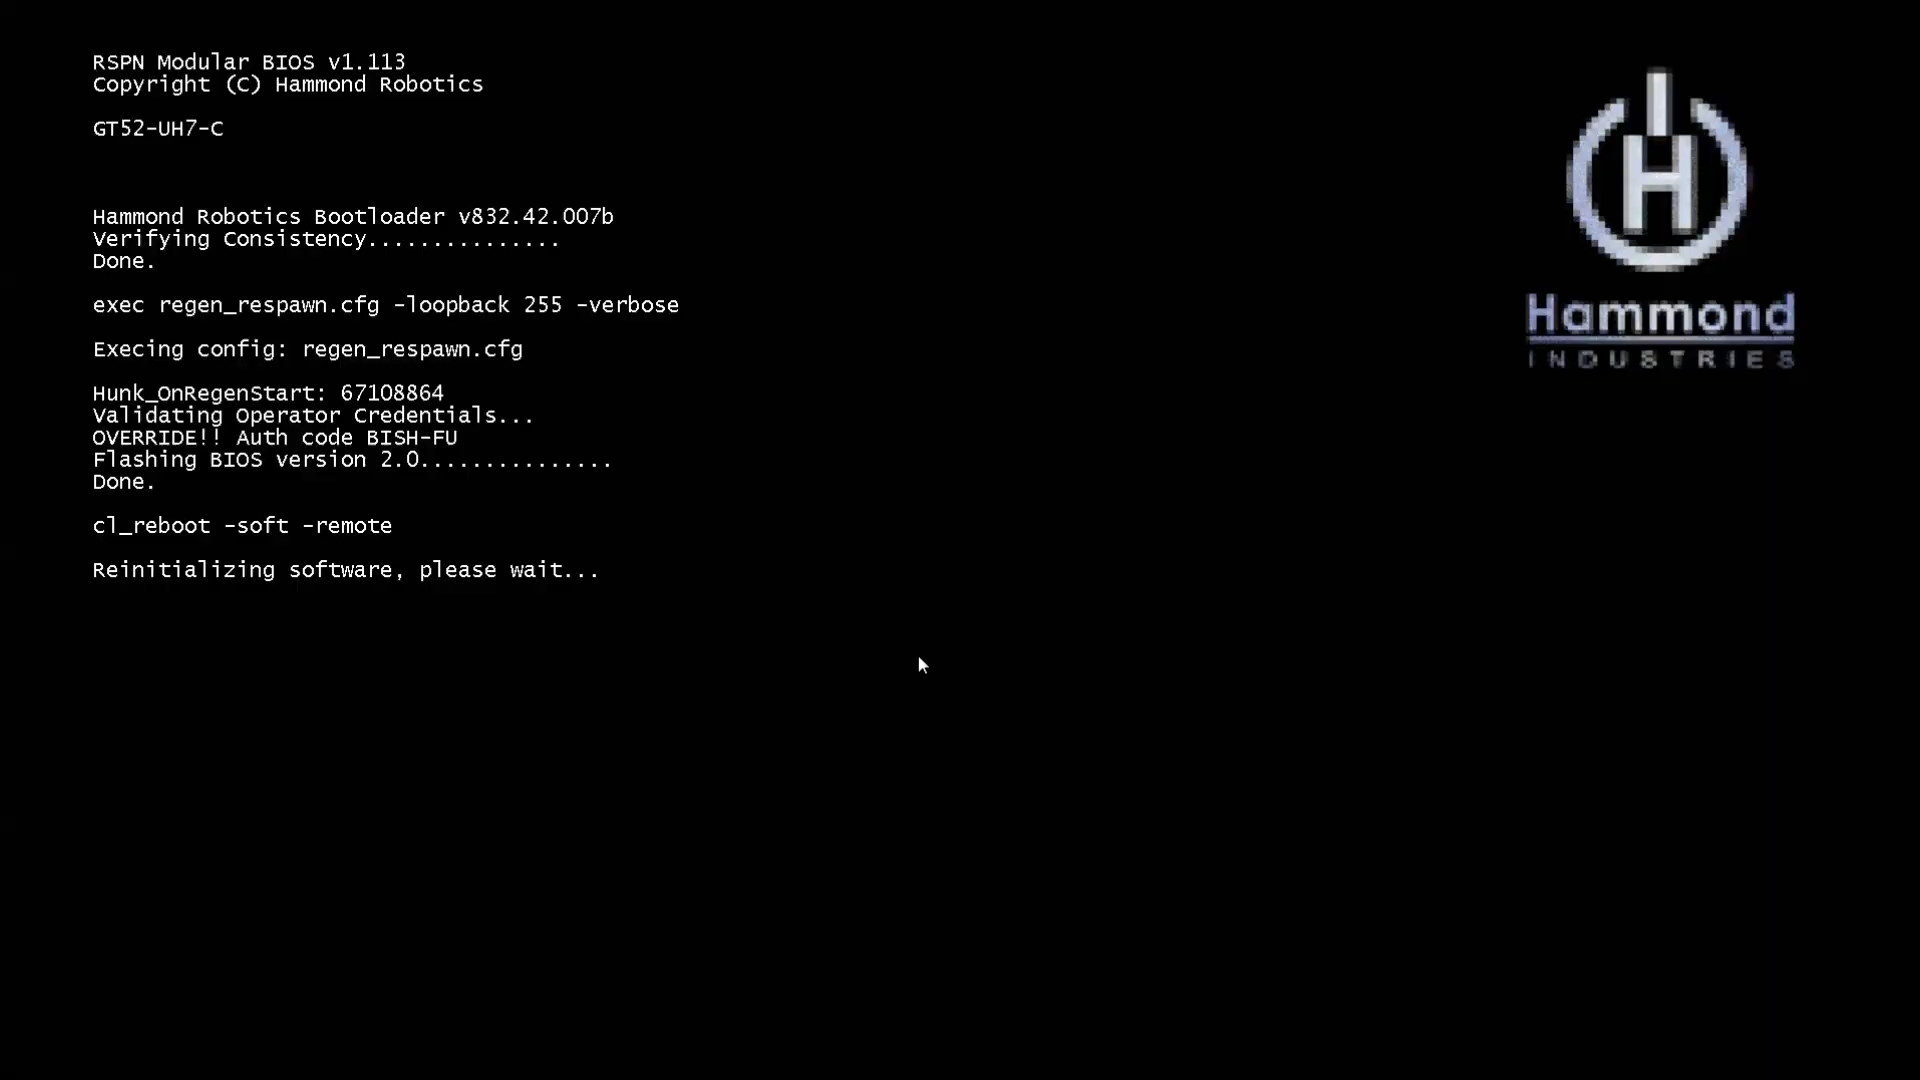 RSPN Modular BIOS v1.113
Copyright (C) Hammond Robotics
GT52-UH7-C
Hammond Robotics Bootloader v832.42.007b
Verifying Consistency...............
Done.
exec regen_respawn.cfg -loopback 255 -verbose
Execing config: regen_respawn.cfg
Hunk_OnRegenStart: 67108864
Validating Operator Credentials...
OVERRIDE!! Auth code BISH-FU
Flashing BIOS version 2.0...............
Done.
cl_reboot -soft -remote
Reinitializing software, please wait...
H
Hammond
INDUSTRIES